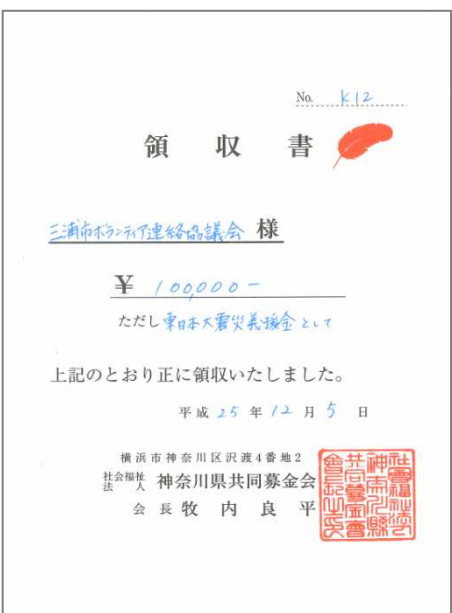 No. K12
領収書
三浦市ボランティア連絡協議会 様
¥ 100,000-
ただし 東日本大震災義援金として
上記のとおり正に領収いたしました。
平成 25 年 12 月 5 日
横浜市神奈川区沢渡4番地2
社会福祉法人 神奈川県共同募金会
会長 牧内良平
社會福祉法人
神奈川縣
共同募金會
會長之印